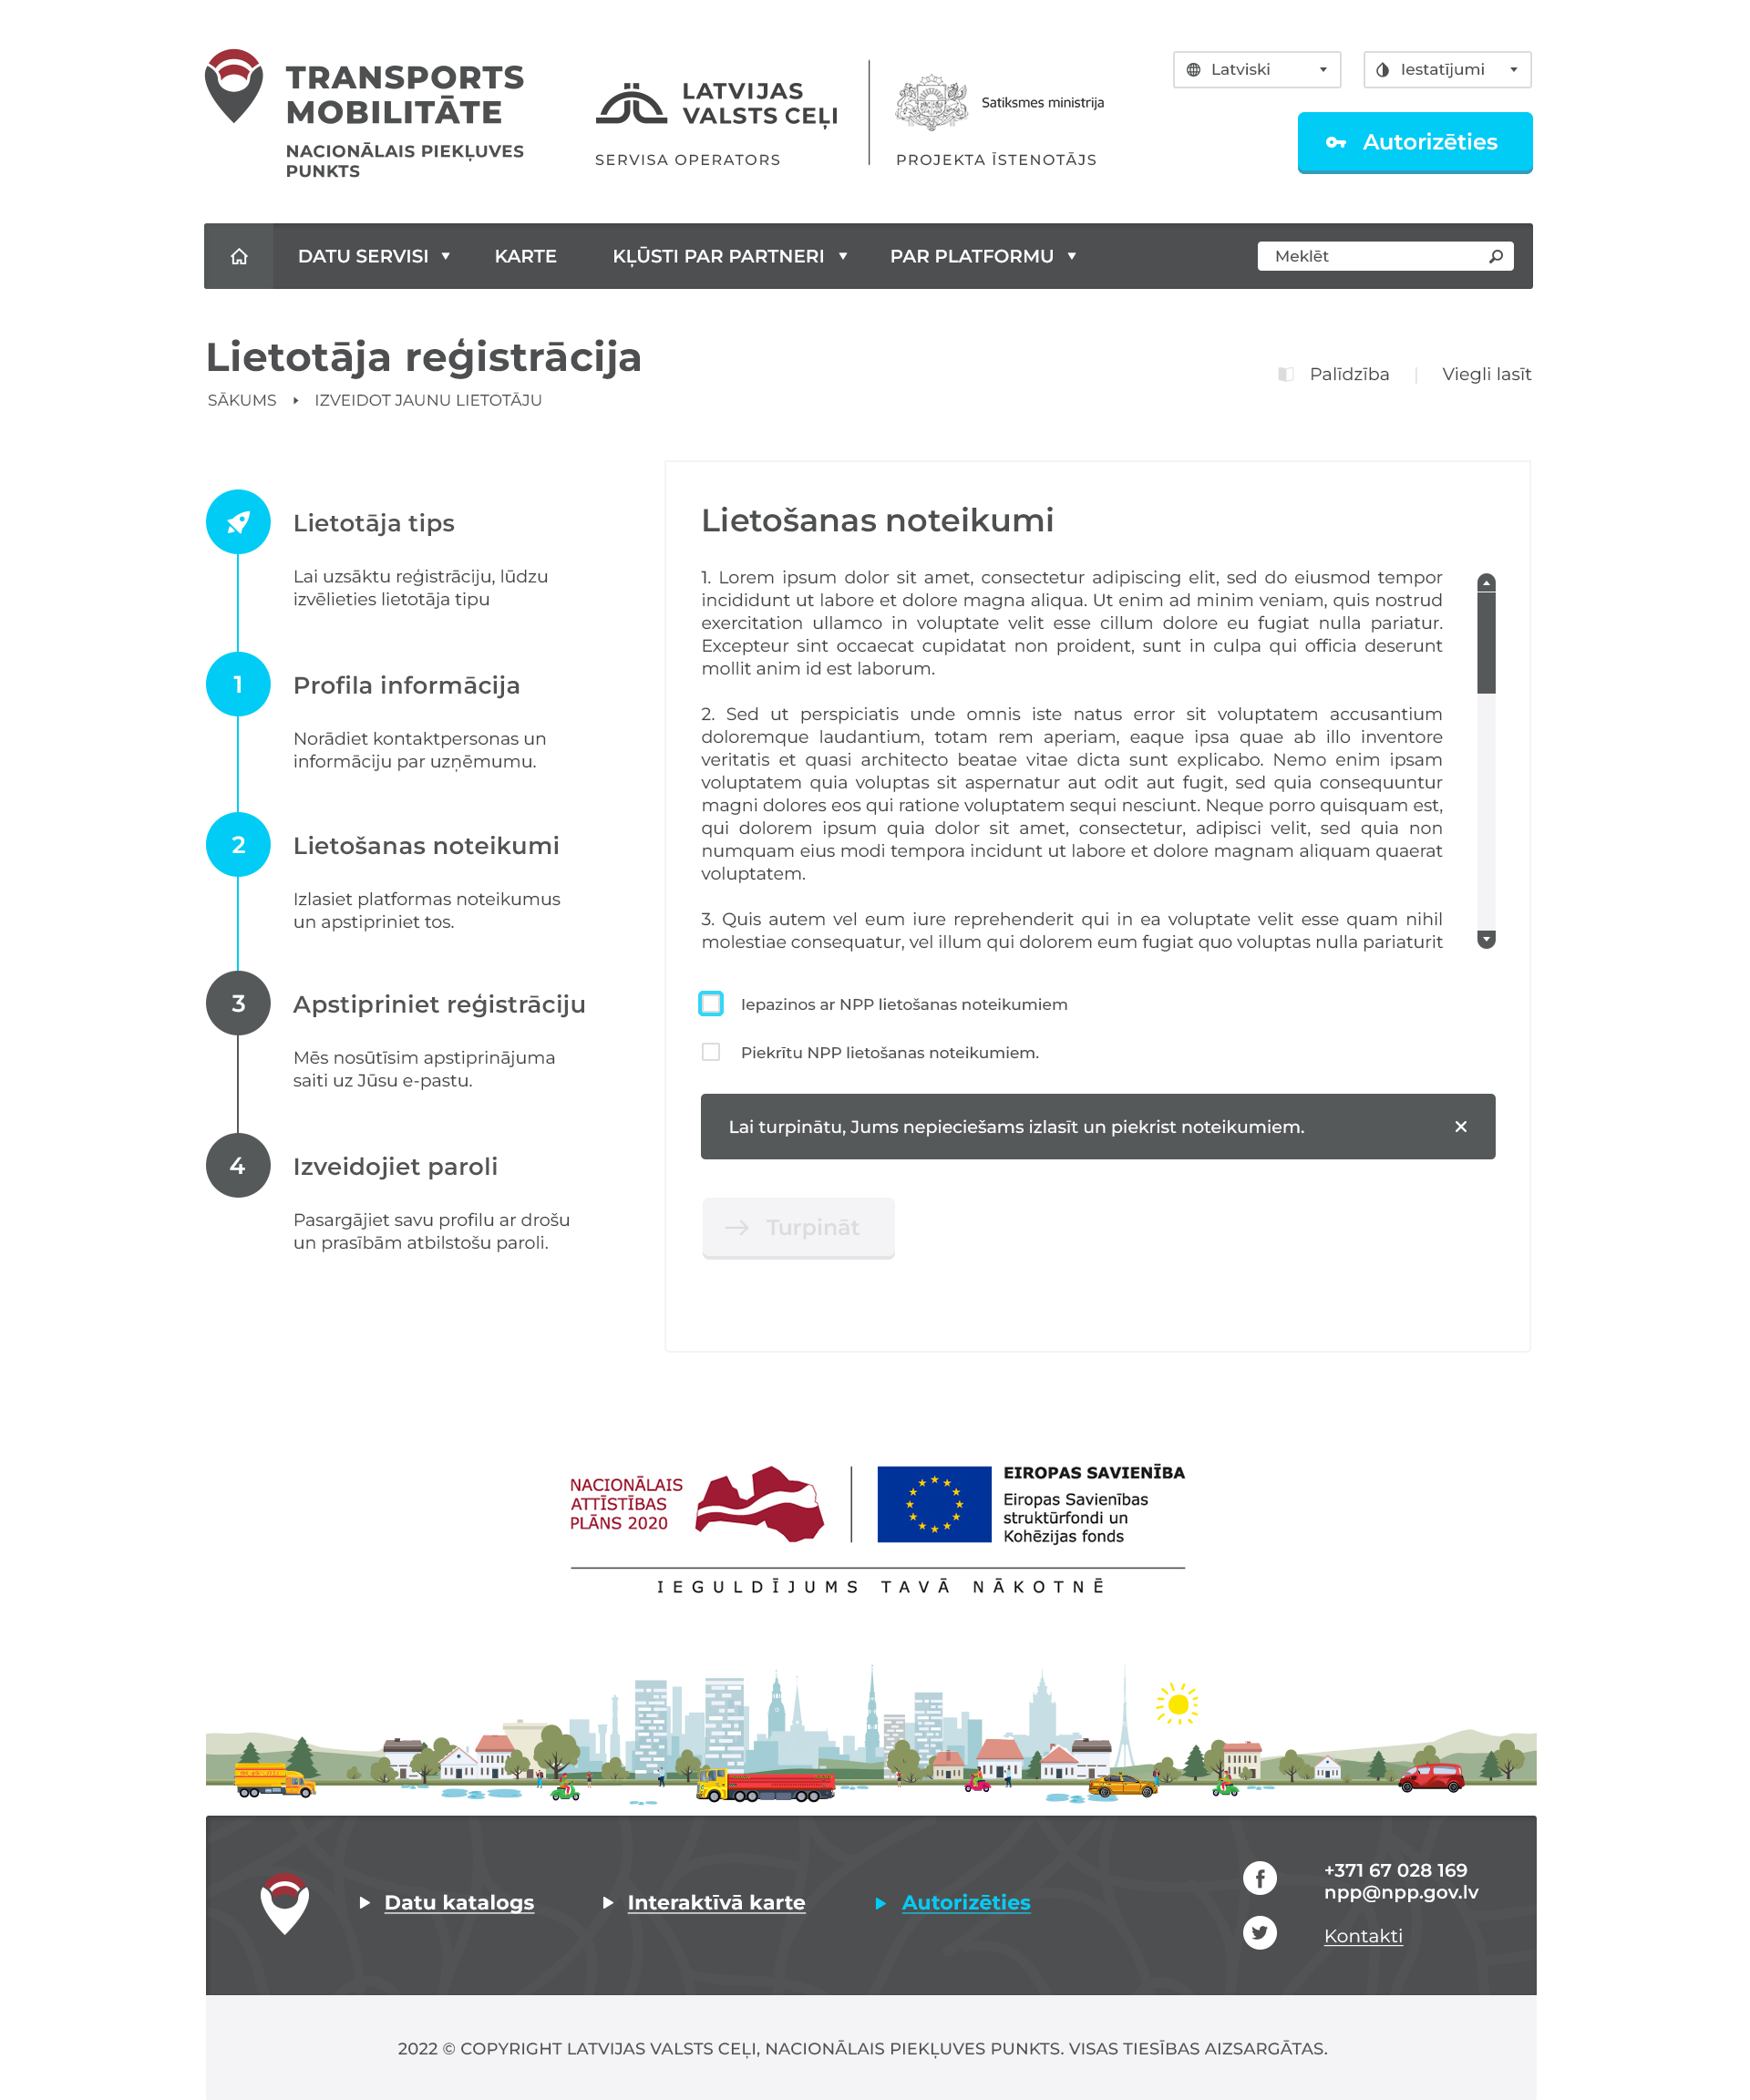 TRANSPORTS
MOBILITĀTE
NACIONĀLAIS PIEKĻUVES
PUNKTS
LATVIJAS
VALSTS CEĻI
SERVISA OPERATORS
Satiksmes ministrija
PROJEKTA ĪSTENOTĀJS
Latviski
Iestatījumi
Autorizēties
DATU SERVISI
KARTE
KĻŪSTI PAR PARTNERI
PAR PLATFORMU
Meklēt
Lietotāja reģistrācija
SĀKUMS
IZVEIDOT JAUNU LIETOTĀJU
Palīdzība
Viegli lasīt
Lietotāja tips
Lai uzsāktu reģistrāciju, lūdzu
izvēlieties lietotāja tipu
1
Profila informācija
Norādiet kontaktpersonas un
informāciju par uzņēmumu.
2
Lietošanas noteikumi
Izlasiet platformas noteikumus
un apstipriniet tos.
3
Apstipriniet reģistrāciju
Mēs nosūtīsim apstiprinājuma
saiti uz Jūsu e-pastu.
4
Izveidojiet paroli
Pasargājiet savu profilu ar drošu
un prasībām atbilstošu paroli.
Lietošanas noteikumi
1. Lorem ipsum dolor sit amet, consectetur adipiscing elit, sed do eiusmod tempor
incididunt ut labore et dolore magna aliqua. Ut enim ad minim veniam, quis nostrud
exercitation ullamco in voluptate velit esse cillum dolore eu fugiat nulla pariatur.
Excepteur sint occaecat cupidatat non proident, sunt in culpa qui officia deserunt
mollit anim id est laborum.
2. Sed ut perspiciatis unde omnis iste natus error sit voluptatem accusantium
doloremque laudantium, totam rem aperiam, eaque ipsa quae ab illo inventore
veritatis et quasi architecto beatae vitae dicta sunt explicabo. Nemo enim ipsam
voluptatem quia voluptas sit aspernatur aut odit aut fugit, sed quia consequuntur
magni dolores eos qui ratione voluptatem sequi nesciunt. Neque porro quisquam est,
qui dolorem ipsum quia dolor sit amet, consectetur, adipisci velit, sed quia non
numquam eius modi tempora incidunt ut labore et dolore magnam aliquam quaerat
voluptatem.
3. Quis autem vel eum iure reprehenderit qui in ea voluptate velit esse quam nihil
molestiae consequatur, vel illum qui dolorem eum fugiat quo voluptas nulla pariaturit
Iepazinos ar NPP lietošanas noteikumiem
Piekrītu NPP lietošanas noteikumiem.
Lai turpinātu, Jums nepieciešams izlasīt un piekrist noteikumiem.
Turpināt
NACIONĀLAIS
ATTĪSTĪBAS
PLĀNS 2020
EIROPAS SAVIENĪBA
Eiropas Savienības
struktūrfondi un
Kohēzijas fonds
IEGULDĪJUMS TAVĀ NĀKOTNĒ
Datu katalogs
Interaktīvā karte
Autorizēties
+371 67 028 169
npp@npp.gov.lv
Kontakti
2022 © COPYRIGHT LATVIJAS VALSTS CEĻI, NACIONĀLAIS PIEKĻUVES PUNKTS. VISAS TIESĪBAS AIZSARGĀTAS.